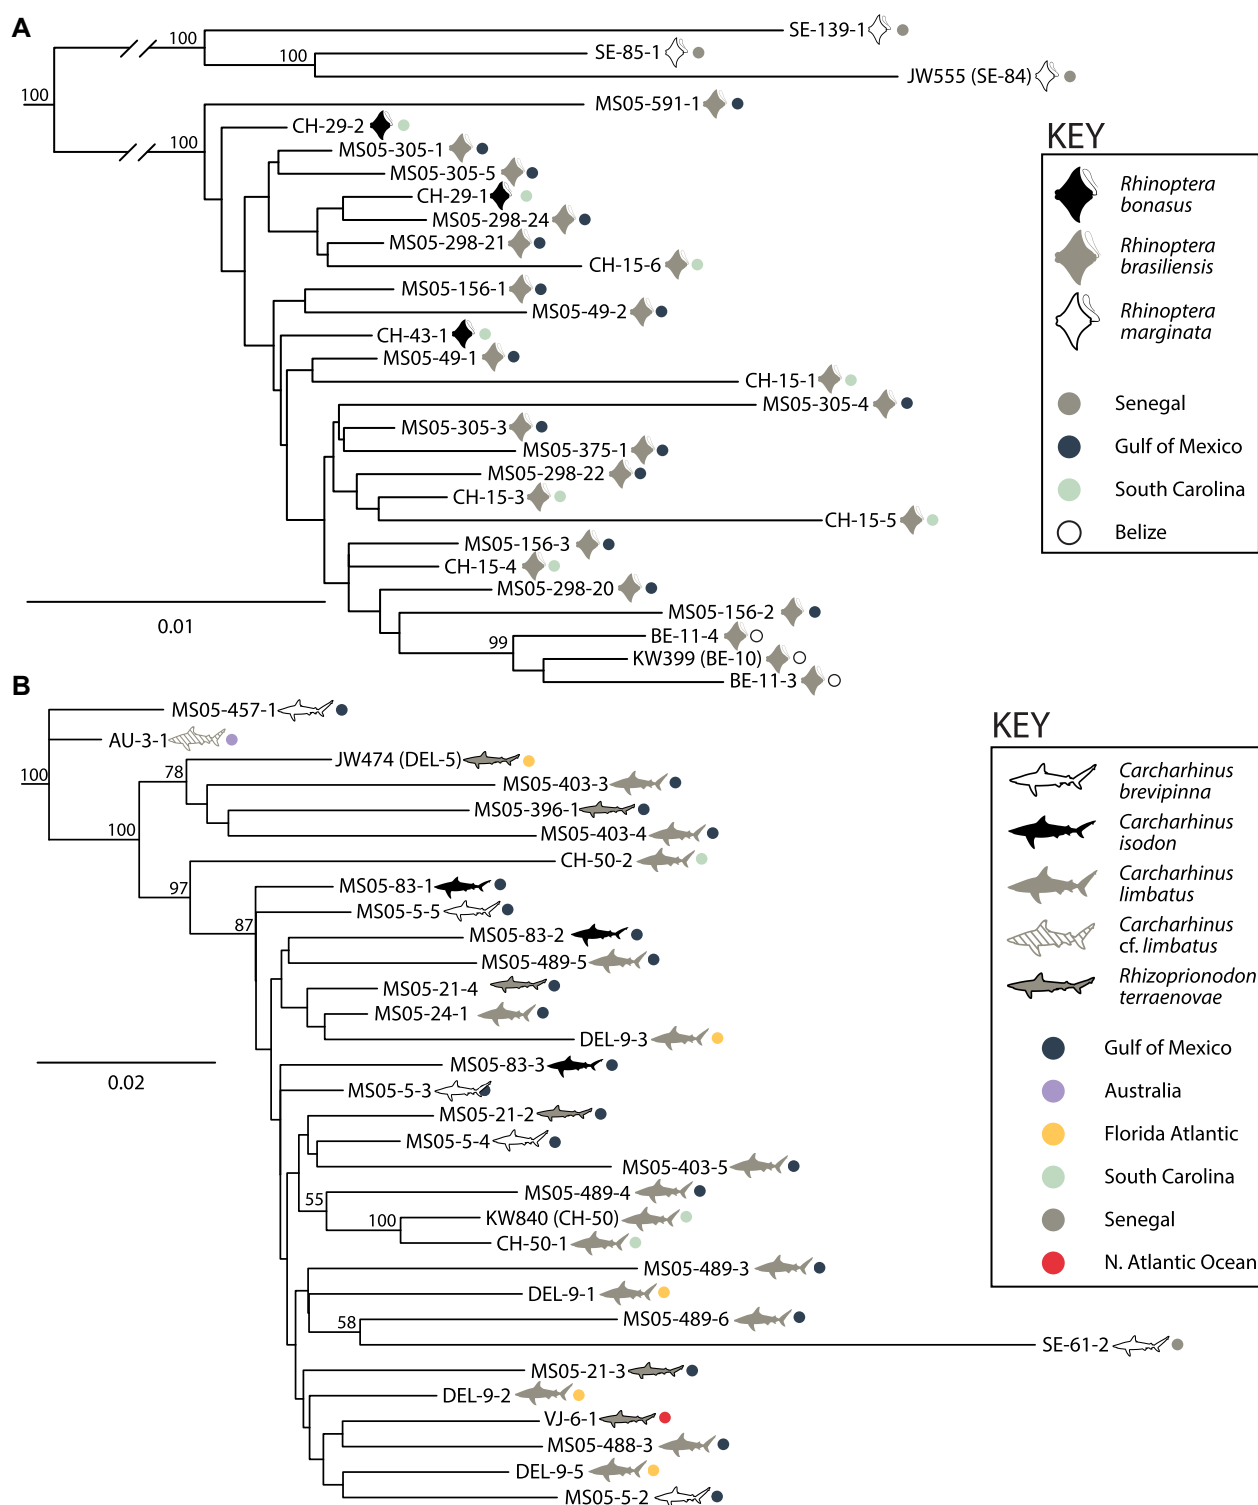 A
100
SE-139-1
100
SE-85-1
JW555 (SE-84)
100
MS05-591-1
100
CH-29-2
MS05-305-1
MS05-305-5
CH-29-1
MS05-298-24
MS05-298-21
CH-15-6
MS05-156-1
MS05-49-2
CH-43-1
MS05-49-1
CH-15-1
MS05-305-4
MS05-305-3
MS05-375-1
MS05-298-22
CH-15-3
CH-15-5
MS05-156-3
CH-15-4
MS05-298-20
MS05-156-2
99
BE-11-4
KW399 (BE-10)
BE-11-3
0.01
KEY
Rhinoptera
bonasus
Rhinoptera
brasiliensis
Rhinoptera
marginata
Senegal
Gulf of Mexico
South Carolina
Belize
B
MS05-457-1
AU-3-1
100
78
JW474 (DEL-5)
MS05-403-3
MS05-396-1
100
MS05-403-4
CH-50-2
97
MS05-83-1
MS05-5-5
87
MS05-83-2
MS05-489-5
MS05-21-4
MS05-24-1
DEL-9-3
MS05-83-3
MS05-5-3
MS05-21-2
MS05-5-4
MS05-403-5
55
MS05-489-4
100
KW840 (CH-50)
CH-50-1
MS05-489-3
DEL-9-1
58
MS05-489-6
SE-61-2
MS05-21-3
DEL-9-2
VJ-6-1
MS05-488-3
DEL-9-5
MS05-5-2
0.02
KEY
Carcharhinus
brevipinna
Carcharhinus
isodon
Carcharhinus
limbatus
Carcharhinus
cf. limbatus
Rhizoprionodon
terraenovae
Gulf of Mexico
Australia
Florida Atlantic
South Carolina
Senegal
N. Atlantic Ocean